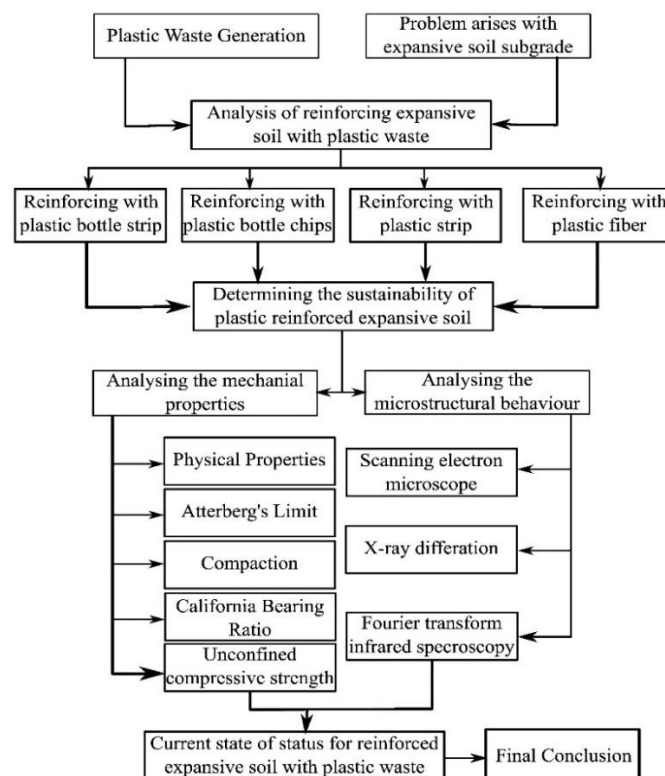 Plastic Waste Generation
Problem arises with
expansive soil subgrade
Analysis of reinforcing expansive
soil with plastic waste
Reinforcing with
plastic bottle strip
Reinforcing with
plastic bottle chips
Reinforcing with
plastic strip
Reinforcing with
plastic fiber
Determining the sustainability of
plastic reinforced expansive soil
Analysing the mechanial
properties
Analysing the
microstructural behaviour
Physical Properties
Atterberg's Limit
Compaction
California Bearing
Ratio
Unconfined
compressive strength
Scanning electron
microscope
X-ray differation
Fourier transform
infrared specroscopy
Current state of status for reinforced
expansive soil with plastic waste
Final Conclusion